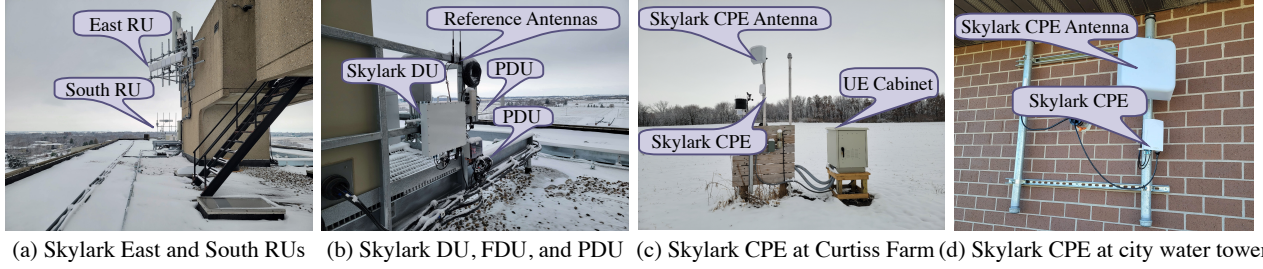 East RU
South RU
Reference Antennas
Skylark DU
PDU
PDU
Skylark CPE Antenna
UE Cabinet
Skylark CPE
Skylark CPE Antenna
Skylark CPE
(a) Skylark East and South RUs
(b) Skylark DU, FDU, and PDU
(c) Skylark CPE at Curtiss Farm
(d) Skylark CPE at city water tower